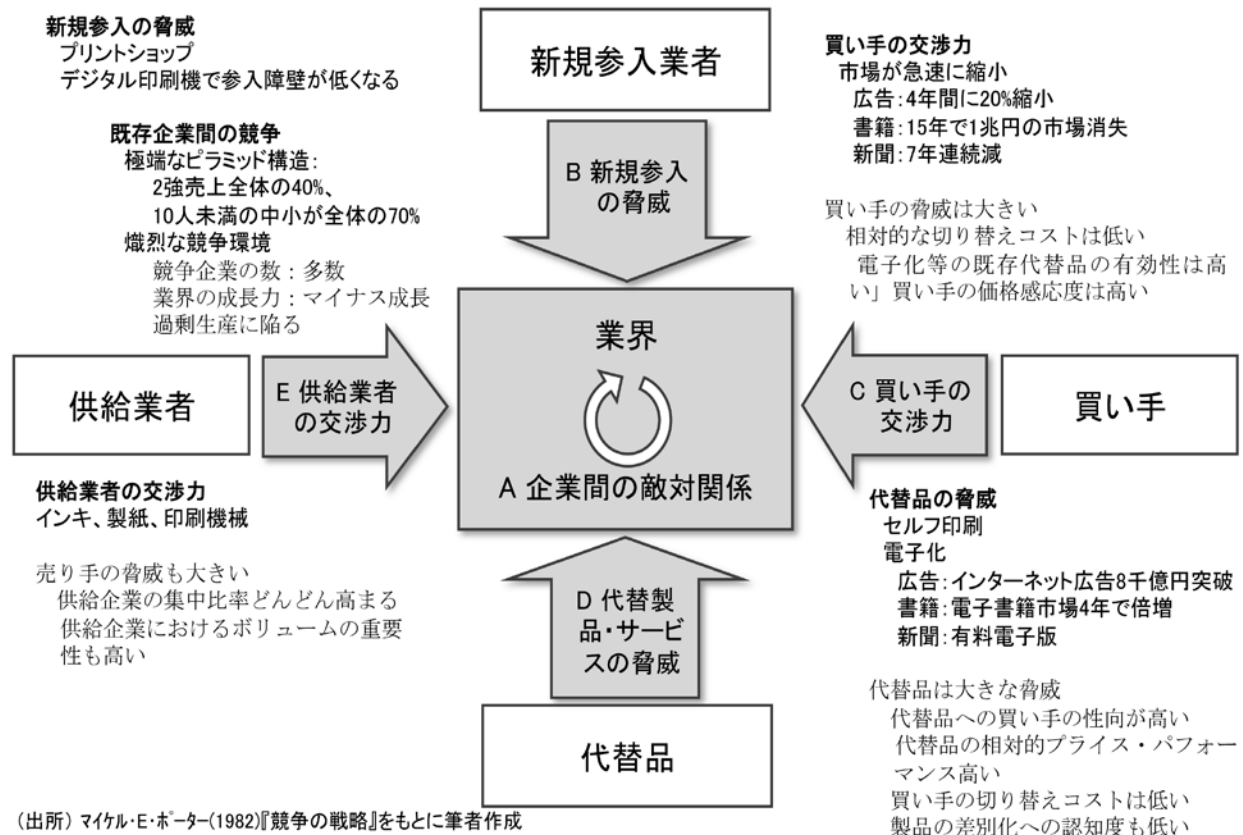 新規参入の脅威
プリントショップ
デジタル印刷機で参入障壁が低くなる
既存企業間の競争
極端なピラミッド構造：
2強売上全体の40%、
10人未満の中小が全体の70%
熾烈な競争環境
競争企業の数：多数
業界の成長力：マイナス成長
過剰生産に陥る
新規参入業者
B 新規参入
の脅威
買い手の交渉力
市場が急速に縮小
広告：4年間に20%縮小
書籍：15年で1兆円の市場消失
新聞：7年連続減
買い手の脅威は大きい
相対的な切り替えコストは低い
電子化等の既存代替品の有効性は高
い」買い手の価格感応度は高い
供給業者
E 供給業者
の交渉力
業界
A 企業間の敵対関係
C 買い手の
交渉力
買い手
供給業者の交渉力
インキ、製紙、印刷機械
売り手の脅威も大きい
供給企業の集中比率どんどん高まる
供給企業におけるボリュームの重要
性も高い
D 代替製
品・サービ
スの脅威
代替品
代替品の脅威
セルフ印刷
電子化
広告：インターネット広告8千億円突破
書籍：電子書籍市場4年で倍増
新聞：有料電子版
代替品は大きな脅威
代替品への買い手の性向が高い
代替品の相対的プライス・パフォー
マンス高い
買い手の切り替えコストは低い
製品の差別化への認知度も低い
（出所）マイケル・E・ポーター(1982)『競争の戦略』をもとに筆者作成